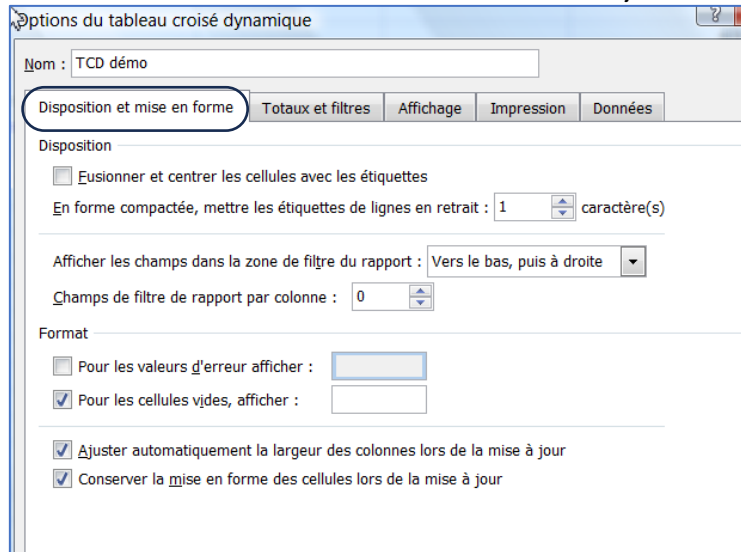 Options du tableau croisé dynamique ?
Nom : TCD démo
Disposition et mise en forme Totaux et filtres Affichage Impression Données
Disposition
Fusionner et centrer les cellules avec les étiquettes
En forme compactée, mettre les étiquettes de lignes en retrait : 1 caractère(s)
Afficher les champs dans la zone de filtre du rapport : Vers le bas, puis à droite
Champs de filtre de rapport par colonne : 0
Format
Pour les valeurs d'erreur afficher :
Pour les cellules vides, afficher :
Ajuster automatiquement la largeur des colonnes lors de la mise à jour
Conserver la mise en forme des cellules lors de la mise à jour